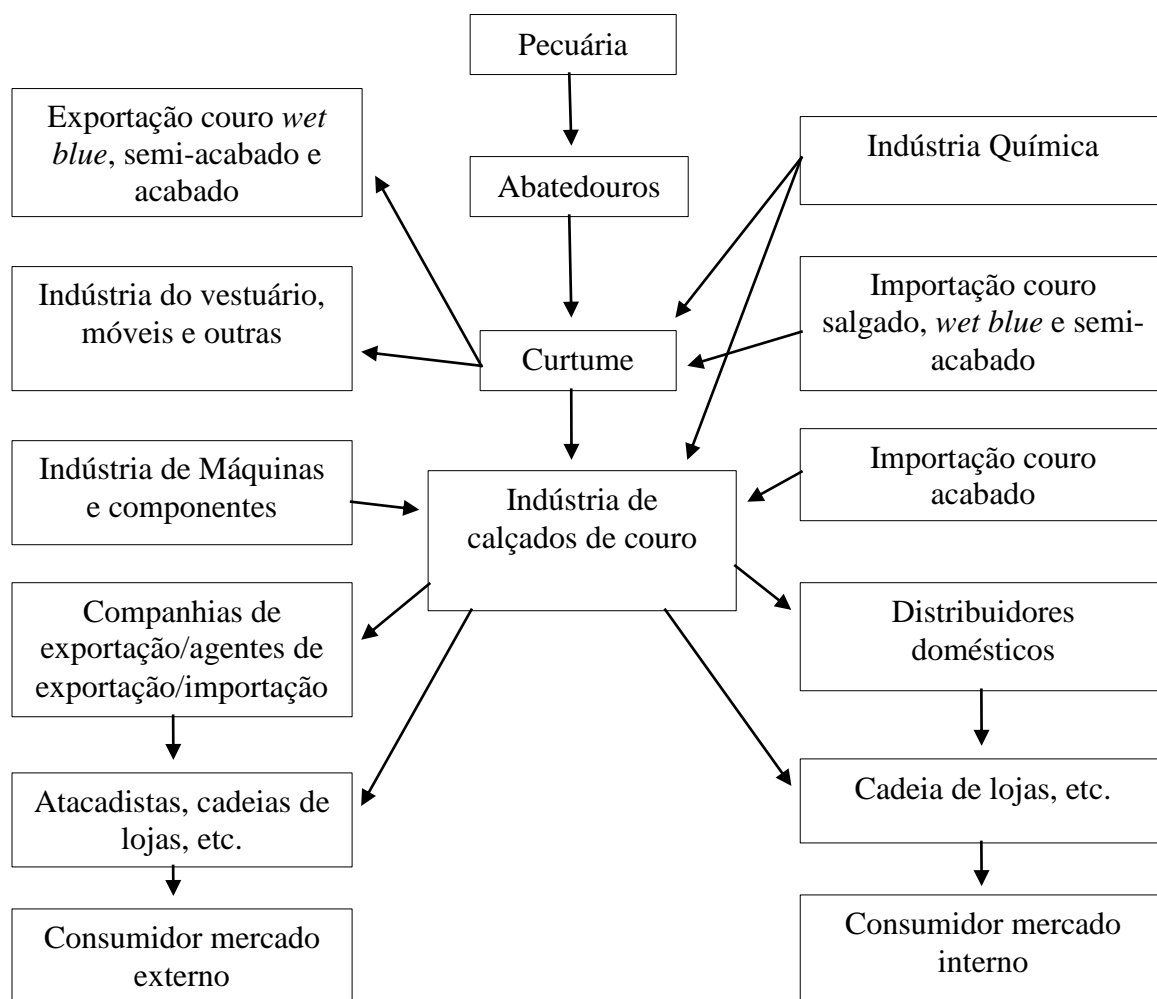 Pecuária
Exportação couro wet
blue, semi-acabado e
acabado
Indústria Química
Abatedouros
Indústria do vestuário,
móveis e outras
Importação couro
salgado, wet blue e semi-
acabado
Curtume
Indústria de Máquinas
e componentes
Indústria de
calçados de couro
Importação couro
acabado
Companhias de
exportação/agentes de
exportação/importação
Distribuidores
domésticos
Atacadistas, cadeias de
lojas, etc.
Cadeia de lojas, etc.
Consumidor mercado
externo
Consumidor mercado
interno